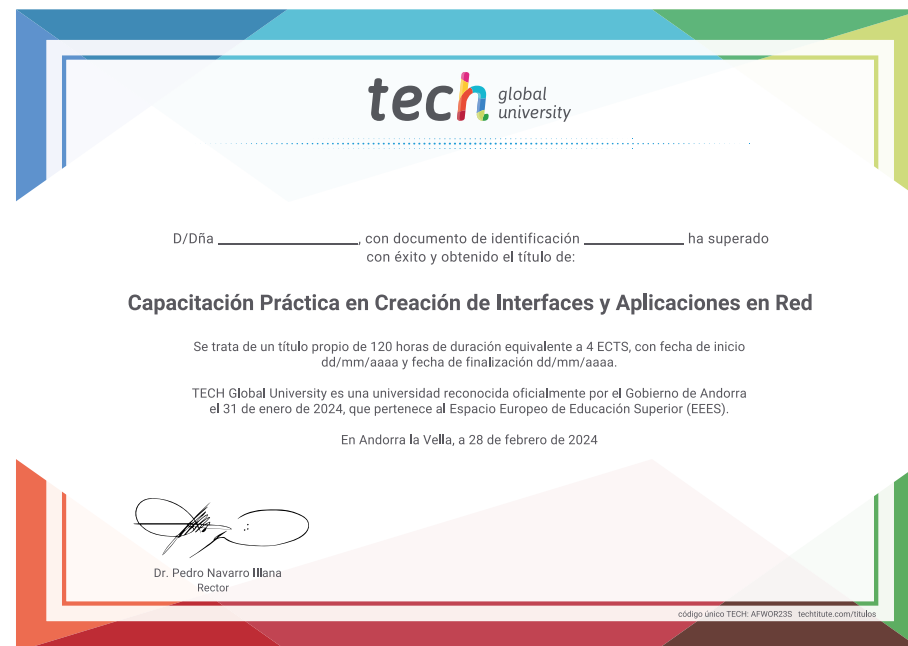 tech global university
D/Dña ________________, con documento de identificación ____________ ha superado
con éxito y obtenido el título de:
Capacitación Práctica en Creación de Interfaces y Aplicaciones en Red
Se trata de un título propio de 120 horas de duración equivalente a 4 ECTS, con fecha de inicio
dd/mm/aaaa y fecha de finalización dd/mm/aaaa.
TECH Global University es una universidad reconocida oficialmente por el Gobierno de Andorra
el 31 de enero de 2024, que pertenece al Espacio Europeo de Educación Superior (EEES).
En Andorra la Vella, a 28 de febrero de 2024
Dr. Pedro Navarro Illana
Rector
código único TECH: AFWOR23S techtitute.com/titulos